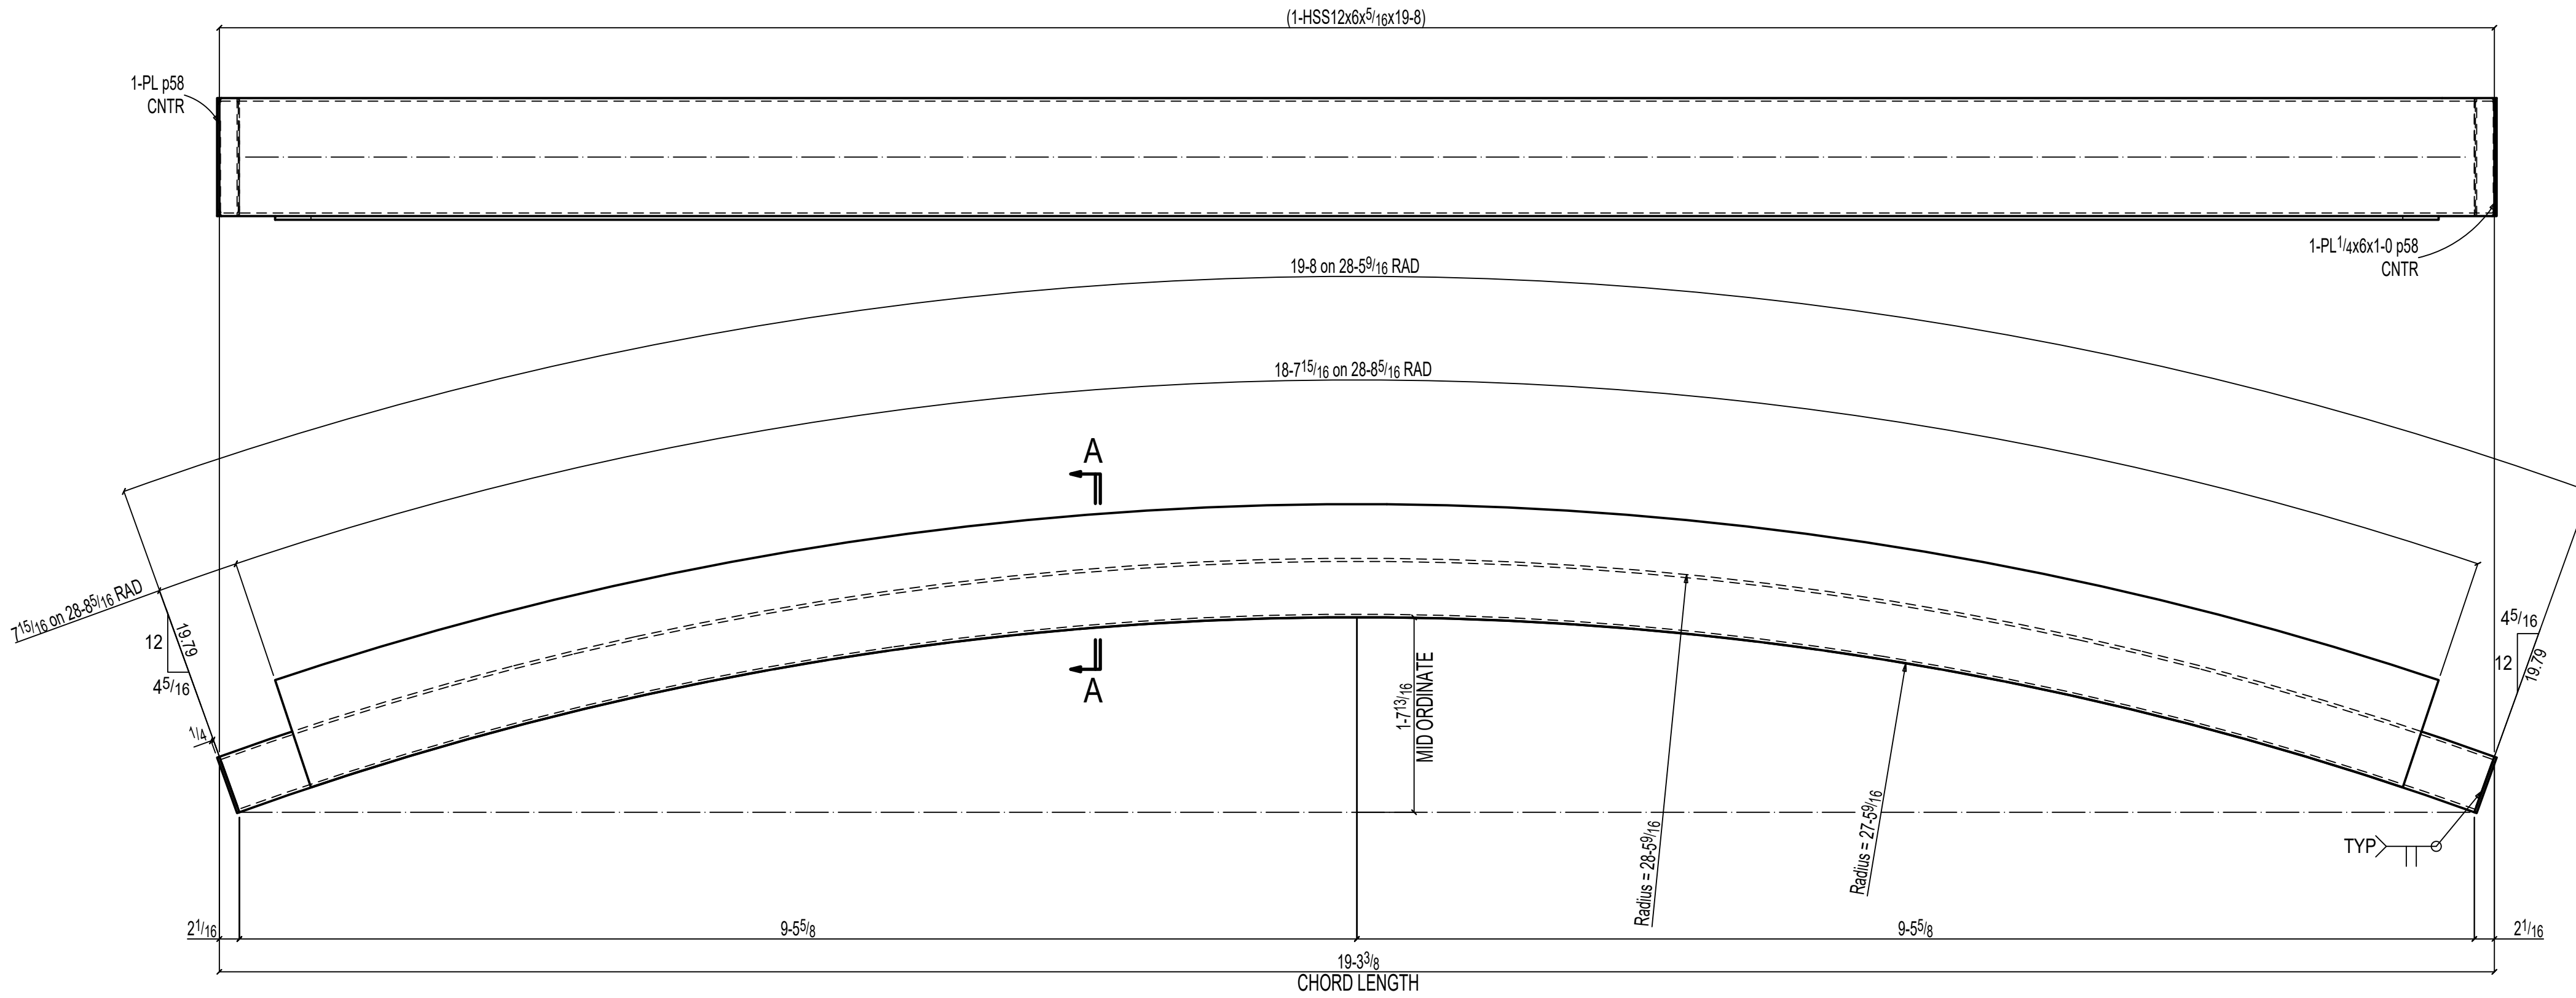 (1-HSS12x6x5/16x19-8)
1-PL p58
CNTR
1-PL1/4x6x1-0 p58
CNTR
19-8 on 28-59/16 RAD
18-715/16 on 28-85/16 RAD
A
715/16 on 28-85/16 RAD
12
19.79
45/16
45/16
12
19.79
1/4
A
1-713/16
MID ORDINATE
Radius = 28-59/16
Radius = 27-59/16
TYP
21/16
9-55/8
9-55/8
21/16
19-33/8
CHORD LENGTH